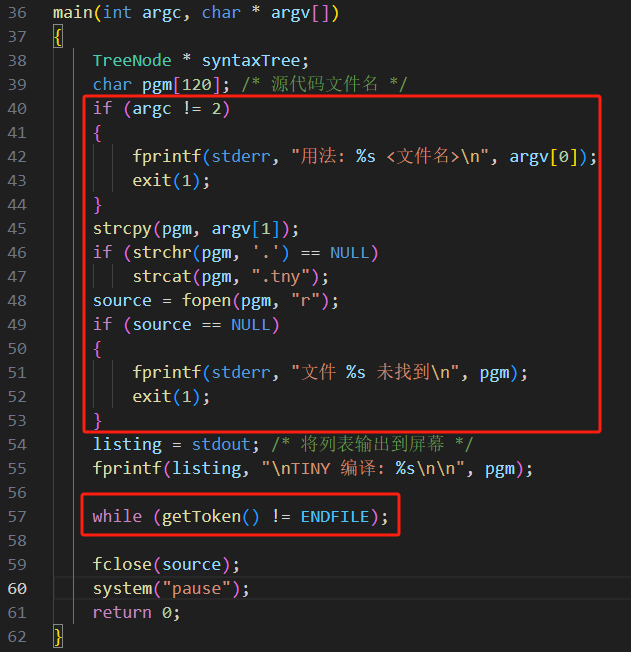 36 main(int argc, char * argv[])
37 {
38     TreeNode * syntaxTree;
39     char pgm[120]; /* 源代码文件名 */
40     if (argc != 2)
41     {
42         fprintf(stderr, "用法: %s <文件名>\n", argv[0]);
43         exit(1);
44     }
45     strcpy(pgm, argv[1]);
46     if (strchr(pgm, '.') == NULL)
47         strcat(pgm, ".tny");
48     source = fopen(pgm, "r");
49     if (source == NULL)
50     {
51         fprintf(stderr, "文件 %s 未找到\n", pgm);
52         exit(1);
53     }
54     listing = stdout; /* 将列表输出到屏幕 */
55     fprintf(listing, "\nTINY 编译: %s\n\n", pgm);
56
57     while (getToken() != ENDFILE);
58
59     fclose(source);
60     system("pause");
61     return 0;
62 }